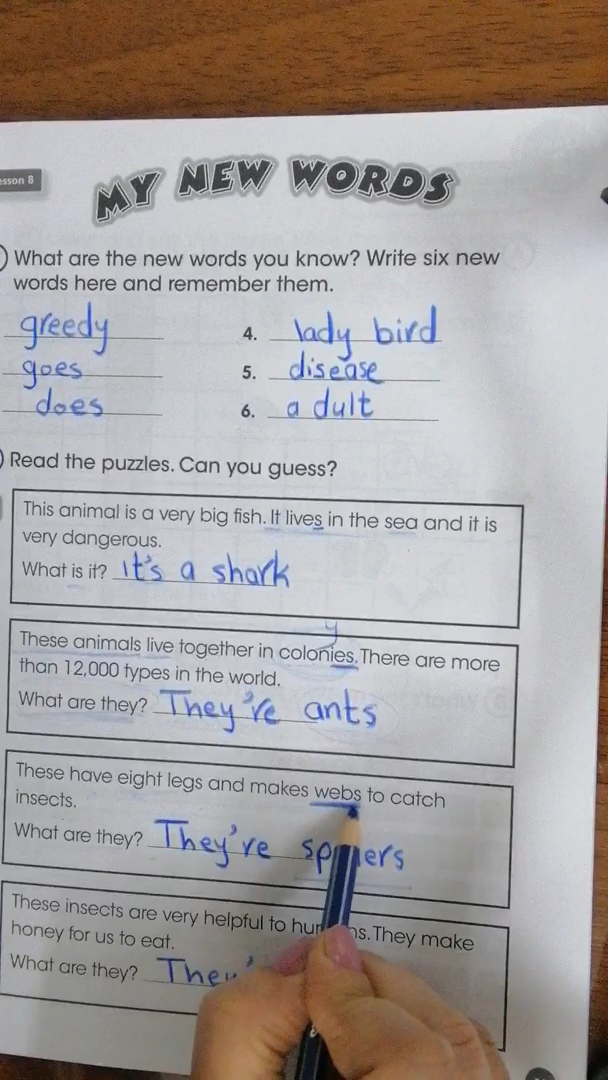 Lesson 8
MY NEW WORDS
What are the new words you know? Write six new
words here and remember them.
greedy
4. lady bird
goes
5. disease
does
6. adult
Read the puzzles. Can you guess?
This animal is a very big fish. It lives in the sea and it is
very dangerous.
What is it? it's a shark
y
These animals live together in colonies. There are more
than 12,000 types in the world.
What are they? They're ants
These have eight legs and makes webs to catch
insects.
What are they? They're
These insects are very helpful to They make
honey for us to eat.
What are they?